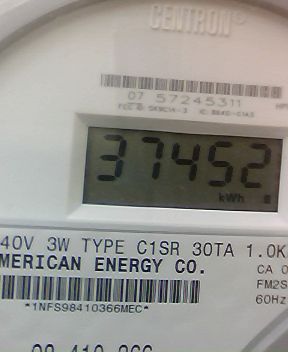 CENTRON®
07 57245311
37452
kWh
40V 3W TYPE C1SR 30TA 1.0K
MERICAN ENERGY CO.
CA 0
FM2S
60Hz
*1NFS98410366MEC*